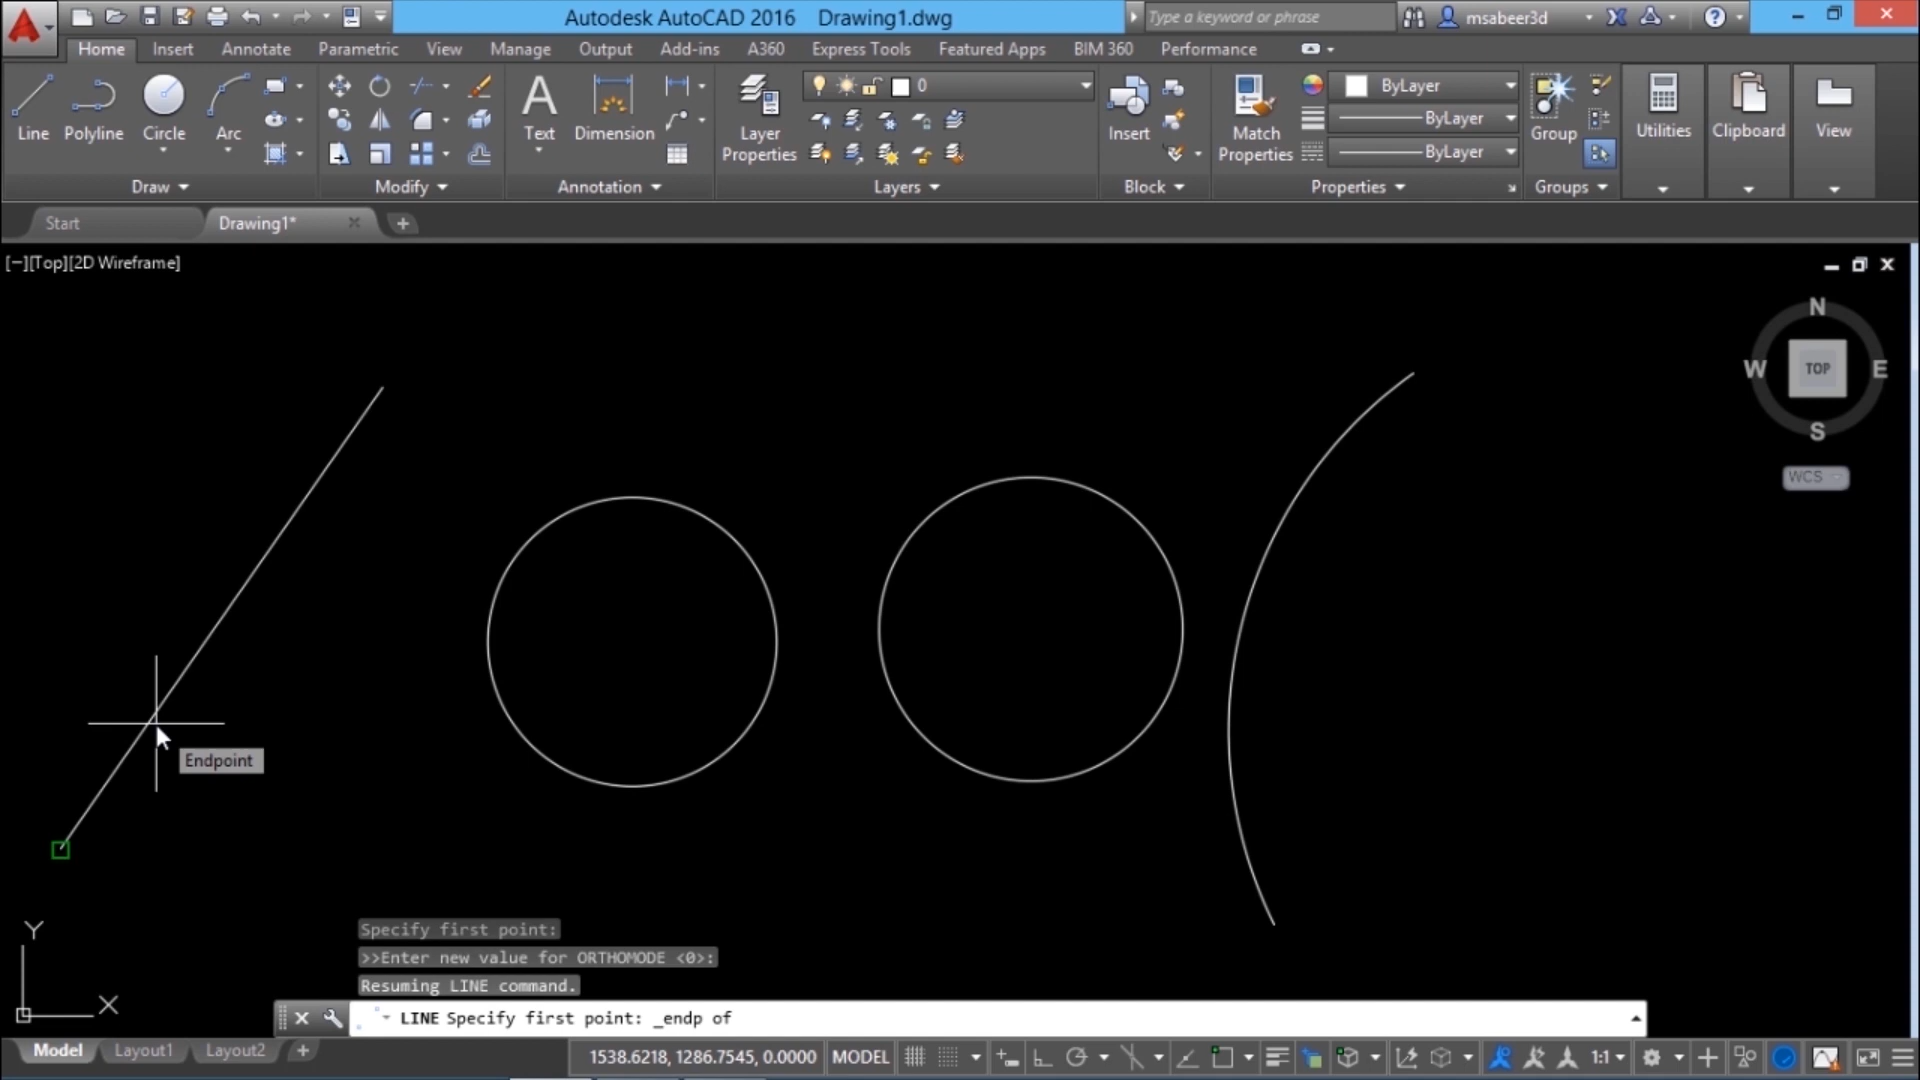 Autodesk AutoCAD 2016 Drawing1.dwg
Type a keyword or phrase
msabeer3d
Home Insert Annotate Parametric View Manage Output Add-ins A360 Express Tools Featured Apps BIM 360 Performance
0
ByLayer
ByLayer
ByLayer
Line Polyline Circle Arc
Text Dimension
Layer Properties
Insert
Match Properties
Group
Utilities Clipboard View
Draw Modify Annotation Layers Block Properties Groups
Start Drawing1*
[−][Top][2D Wireframe]
N
W TOP E
S
WCS
Endpoint
Y
X
Specify first point:
>>Enter new value for ORTHOMODE <0>:
Resuming LINE command.
LINE Specify first point: _endp of
Model Layout1 Layout2 +
1538.6218, 1286.7545, 0.0000 MODEL 1:1